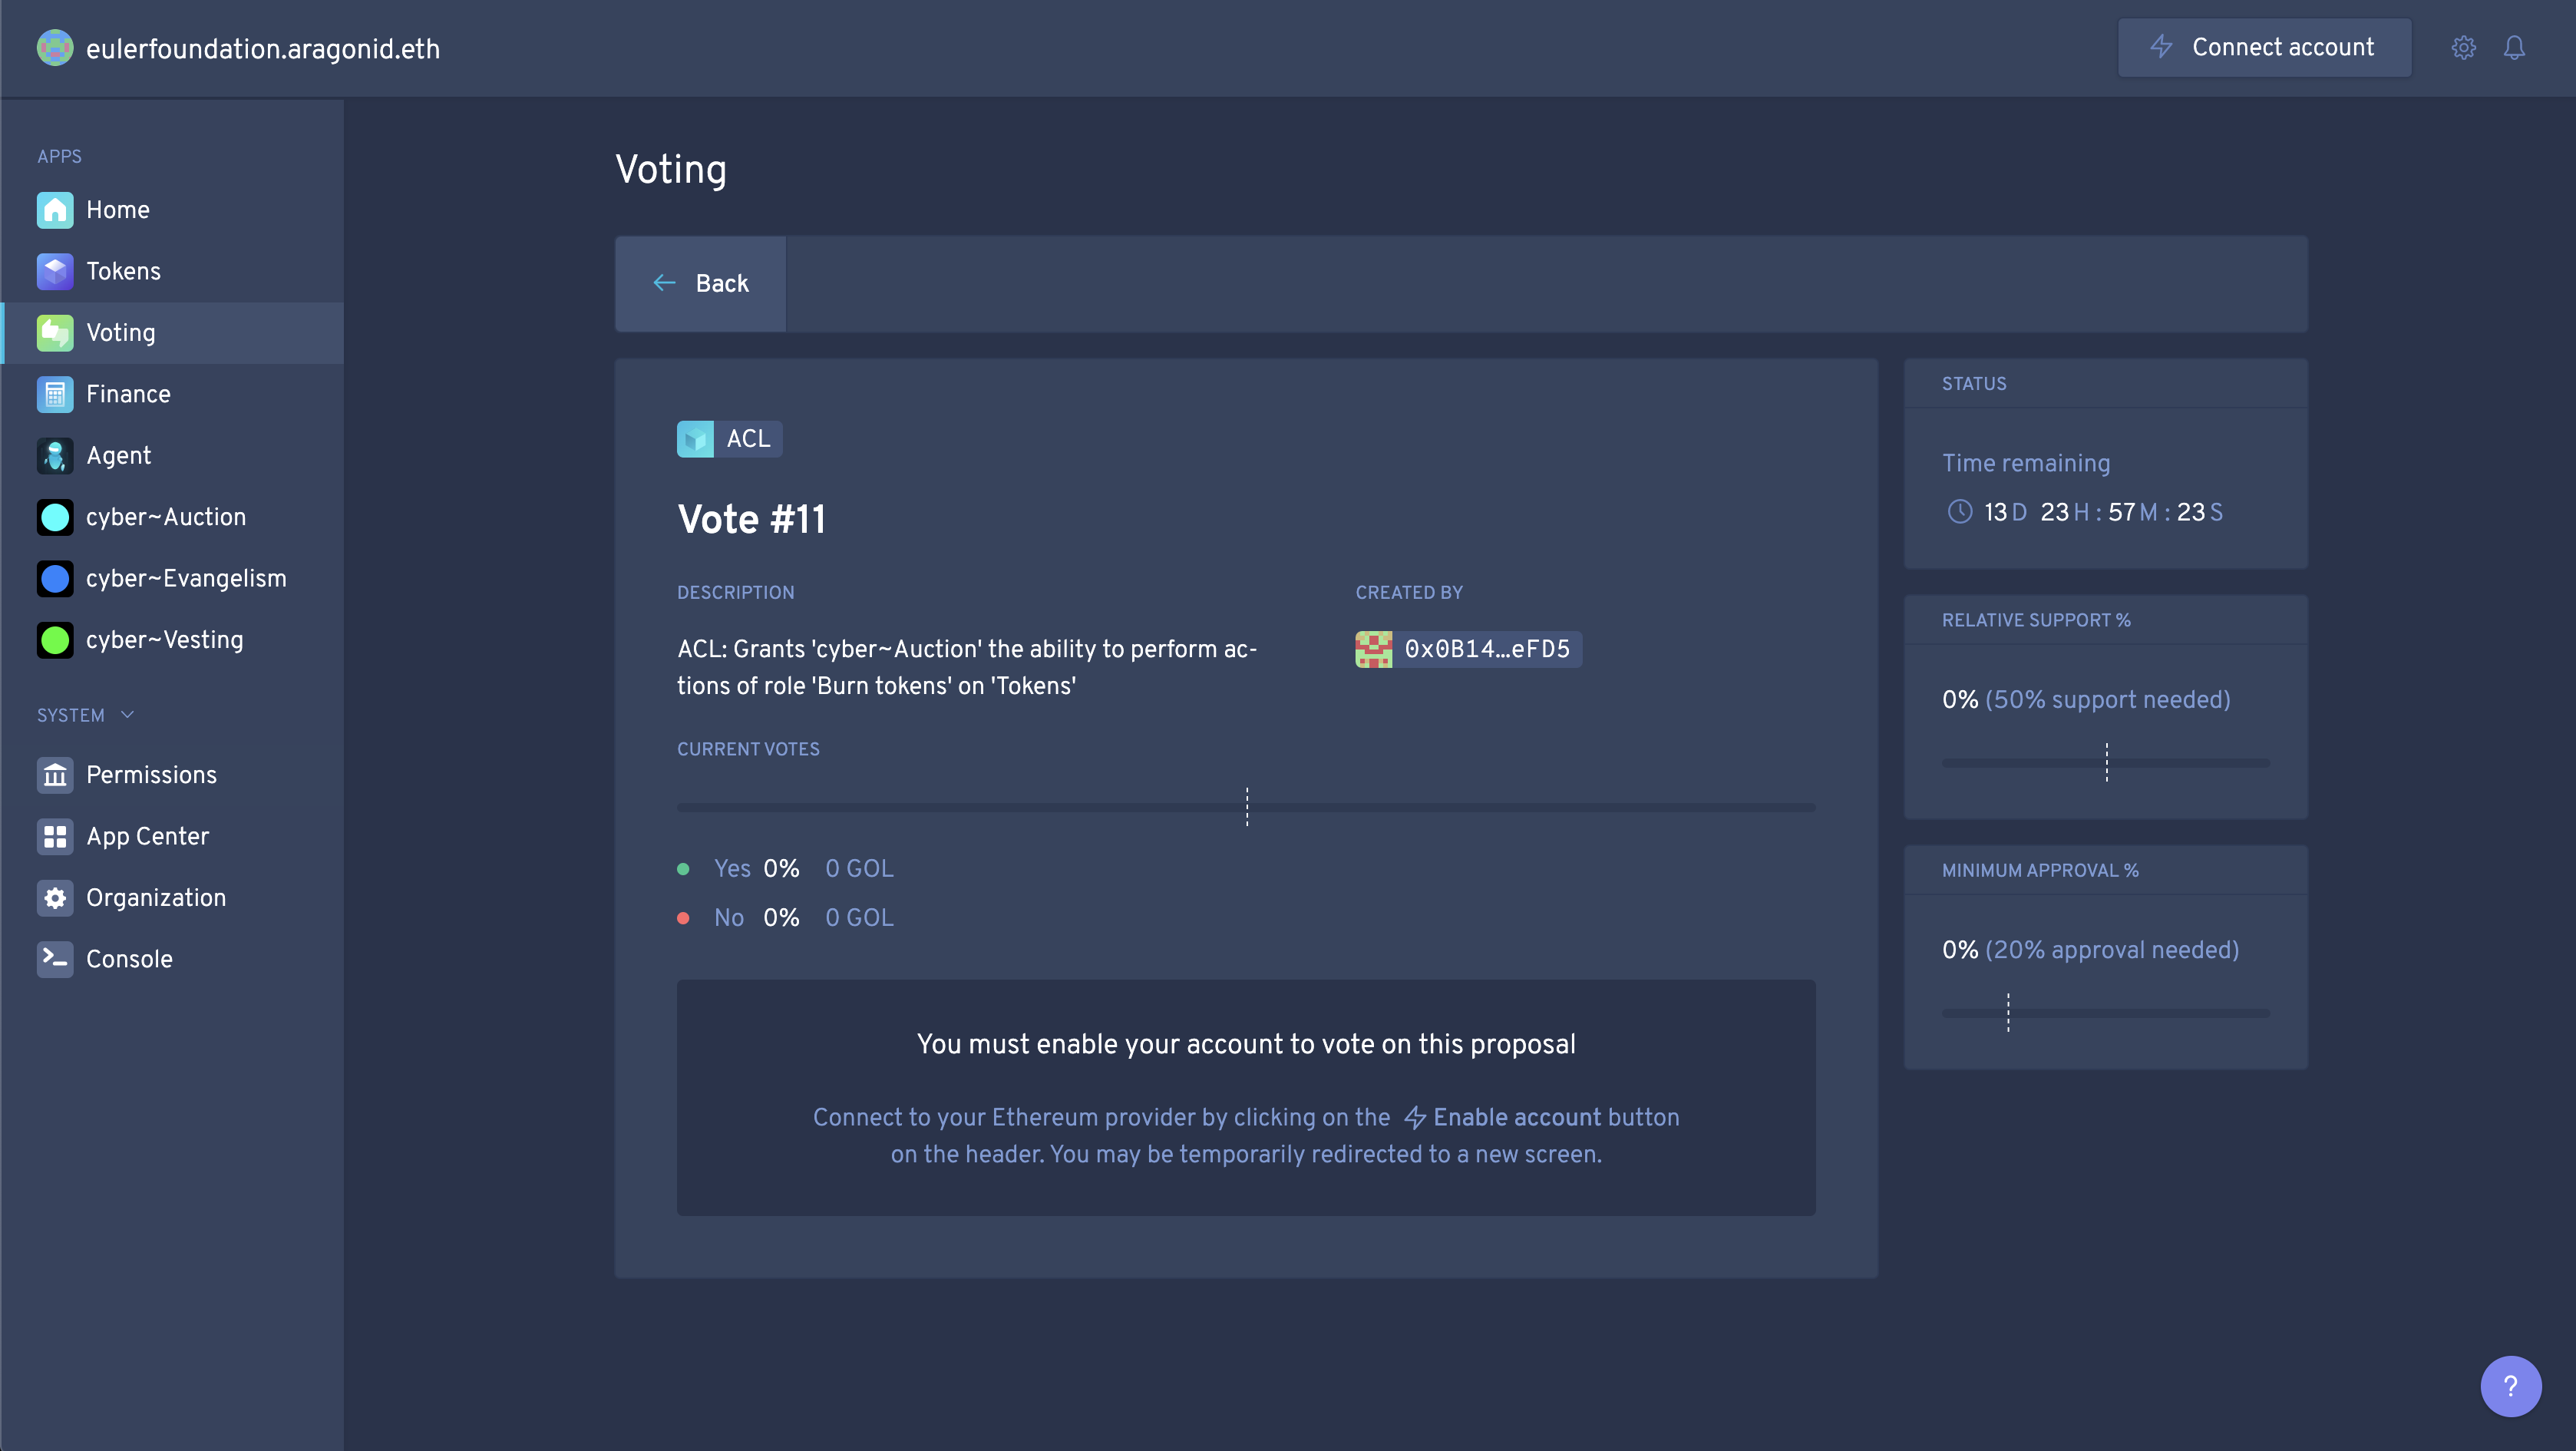 eulerfoundation.aragonid.eth
Connect account
APPS
Home
Tokens
Voting
Finance
Agent
cyber~Auction
cyber~Evangelism
cyber~Vesting
SYSTEM
Permissions
App Center
Organization
Console
Voting
Back
ACL
Vote #11
DESCRIPTION
ACL: Grants 'cyber~Auction' the ability to perform ac-
tions of role 'Burn tokens' on 'Tokens'
CREATED BY
0x0B14…eFD5
CURRENT VOTES
Yes 0% 0 GOL
No 0% 0 GOL
You must enable your account to vote on this proposal
Connect to your Ethereum provider by clicking on the Enable account button
on the header. You may be temporarily redirected to a new screen.
STATUS
Time remaining
13 D 23 H : 57 M : 23 S
RELATIVE SUPPORT %
0% (50% support needed)
MINIMUM APPROVAL %
0% (20% approval needed)
?